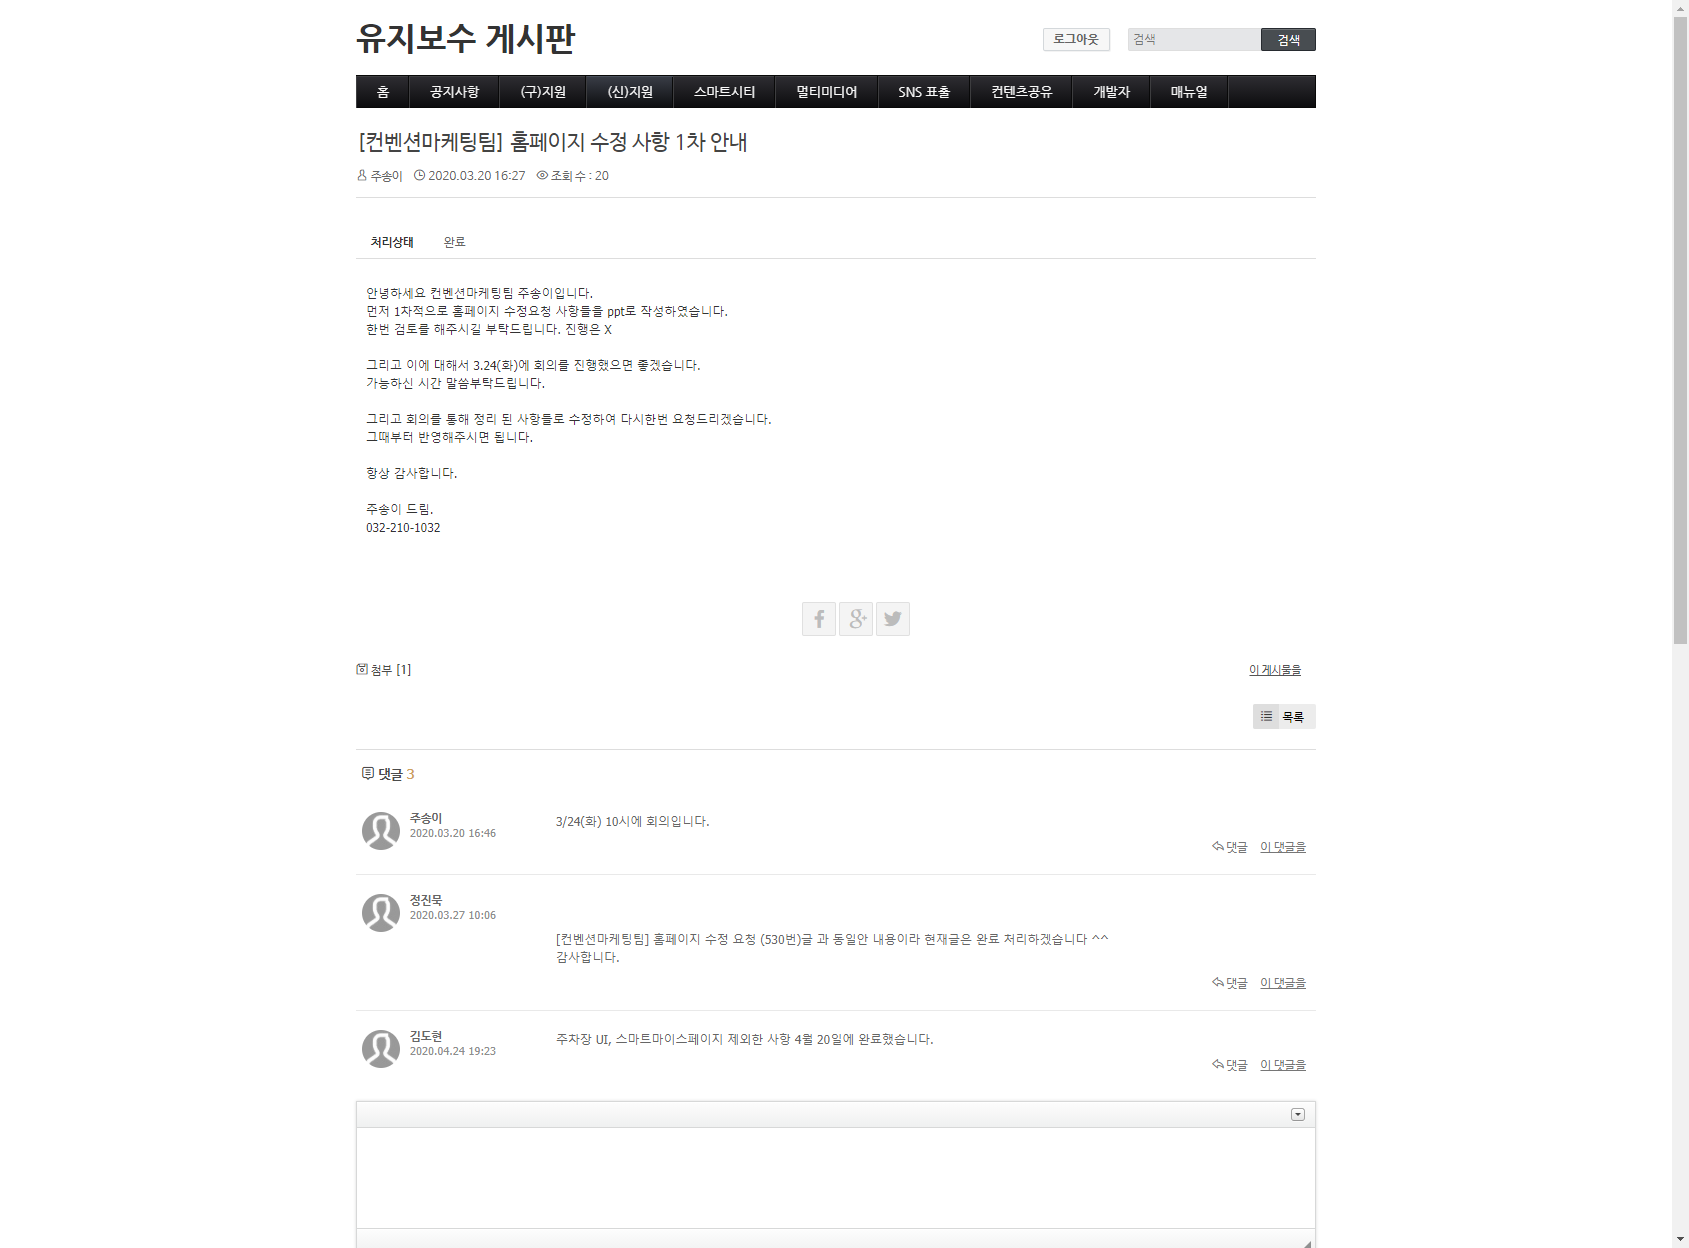 유지보수 게시판
로그아웃
검색
검색
홈 공지사항 (구)지원 (신)지원 스마트시티 멀티미디어 SNS 표출 컨텐츠공유 개발자 매뉴얼
[컨벤션마케팅팀] 홈페이지 수정 사항 1차 안내
주송이 2020.03.20 16:27 조회 수 : 20
처리상태 완료
안녕하세요 컨벤션마케팅팀 주송이입니다.
먼저 1차적으로 홈페이지 수정요청 사항들을 ppt로 작성하였습니다.
한번 검토를 해주시길 부탁드립니다. 진행은 X
그리고 이에 대해서 3.24(화)에 회의를 진행했으면 좋겠습니다.
가능하신 시간 말씀부탁드립니다.
그리고 회의를 통해 정리 된 사항들로 수정하여 다시한번 요청드리겠습니다.
그때부터 반영해주시면 됩니다.
항상 감사합니다.
주송이 드림.
032-210-1032
첨부 [1]
이 게시물을
목록
댓글 3
주송이
2020.03.20 16:46
3/24(화) 10시에 회의입니다.
댓글 이 댓글을
정진묵
2020.03.27 10:06
[컨벤션마케팅팀] 홈페이지 수정 요청 (530번)글 과 동일안 내용이라 현재글은 완료 처리하겠습니다 ^^
감사합니다.
댓글 이 댓글을
김도현
2020.04.24 19:23
주차장 UI, 스마트마이스페이지 제외한 사항 4월 20일에 완료했습니다.
댓글 이 댓글을